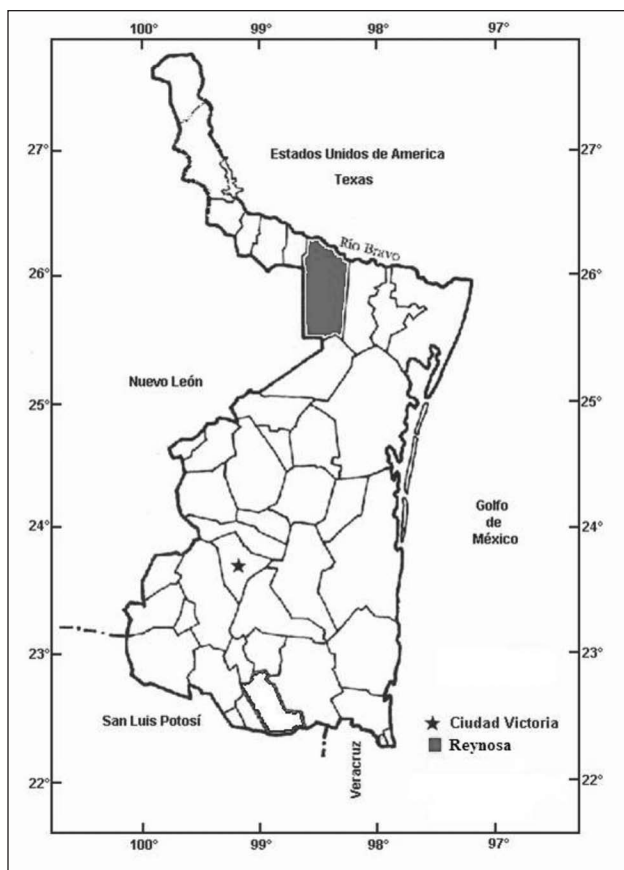 100° 99° 98° 97°
27° 27°
Estados Unidos de America
Texas
Río Bravo
26° 26°
Nuevo León
25° 25°
24° 24°
Golfo
de
México
23° 23°
San Luis Potosí
Veracruz
★ Ciudad Victoria
Reynosa
22° 22°
100° 99° 98° 97°